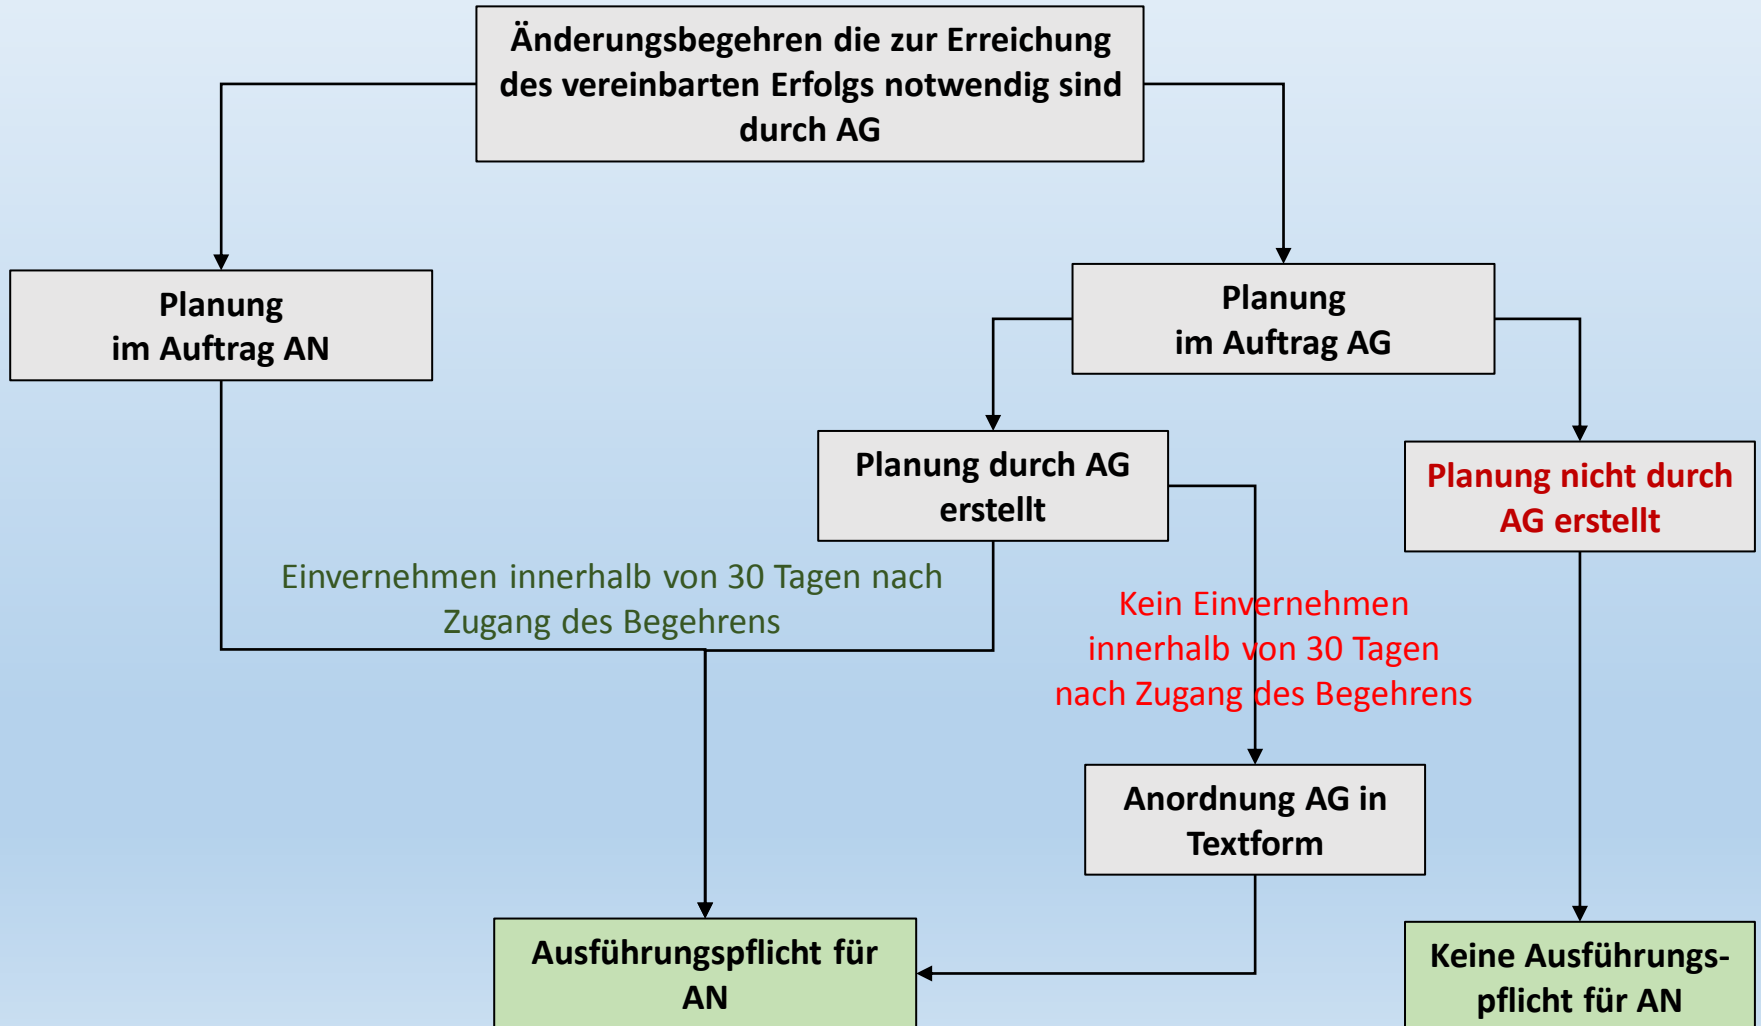 Änderungsbegehren die zur Erreichung
des vereinbarten Erfolgs notwendig sind
durch AG
Planung
im Auftrag AN
Planung
im Auftrag AG
Planung durch AG
erstellt
Planung nicht durch
AG erstellt
Einvernehmen innerhalb von 30 Tagen nach
Zugang des Begehrens
Kein Einvernehmen
innerhalb von 30 Tagen
nach Zugang des Begehrens
Anordnung AG in
Textform
Ausführungspflicht für
AN
Keine Ausführungs-
pflicht für AN